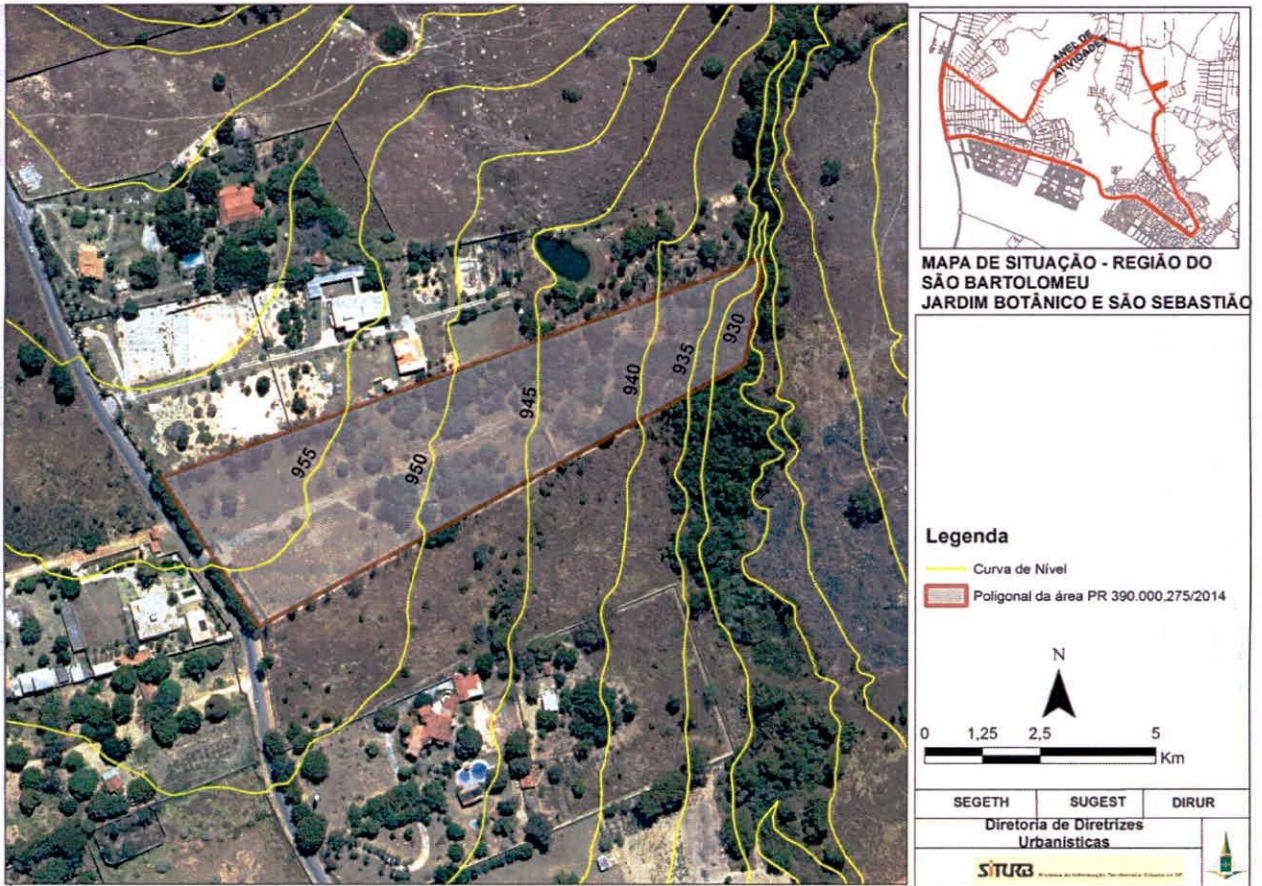 955
950
945
940
935
930
ANEL DE
ATIVIDADES
MAPA DE SITUAÇÃO - REGIÃO DO
SÃO BARTOLOMEU
JARDIM BOTÂNICO E SÃO SEBASTIÃO
Legenda
Curva de Nível
Poligonal da área PR 390.000.275/2014
N
0 1,25 2,5 5
Km
SEGETH SUGEST DIRUR
Diretoria de Diretrizes
Urbanísticas
SITURB